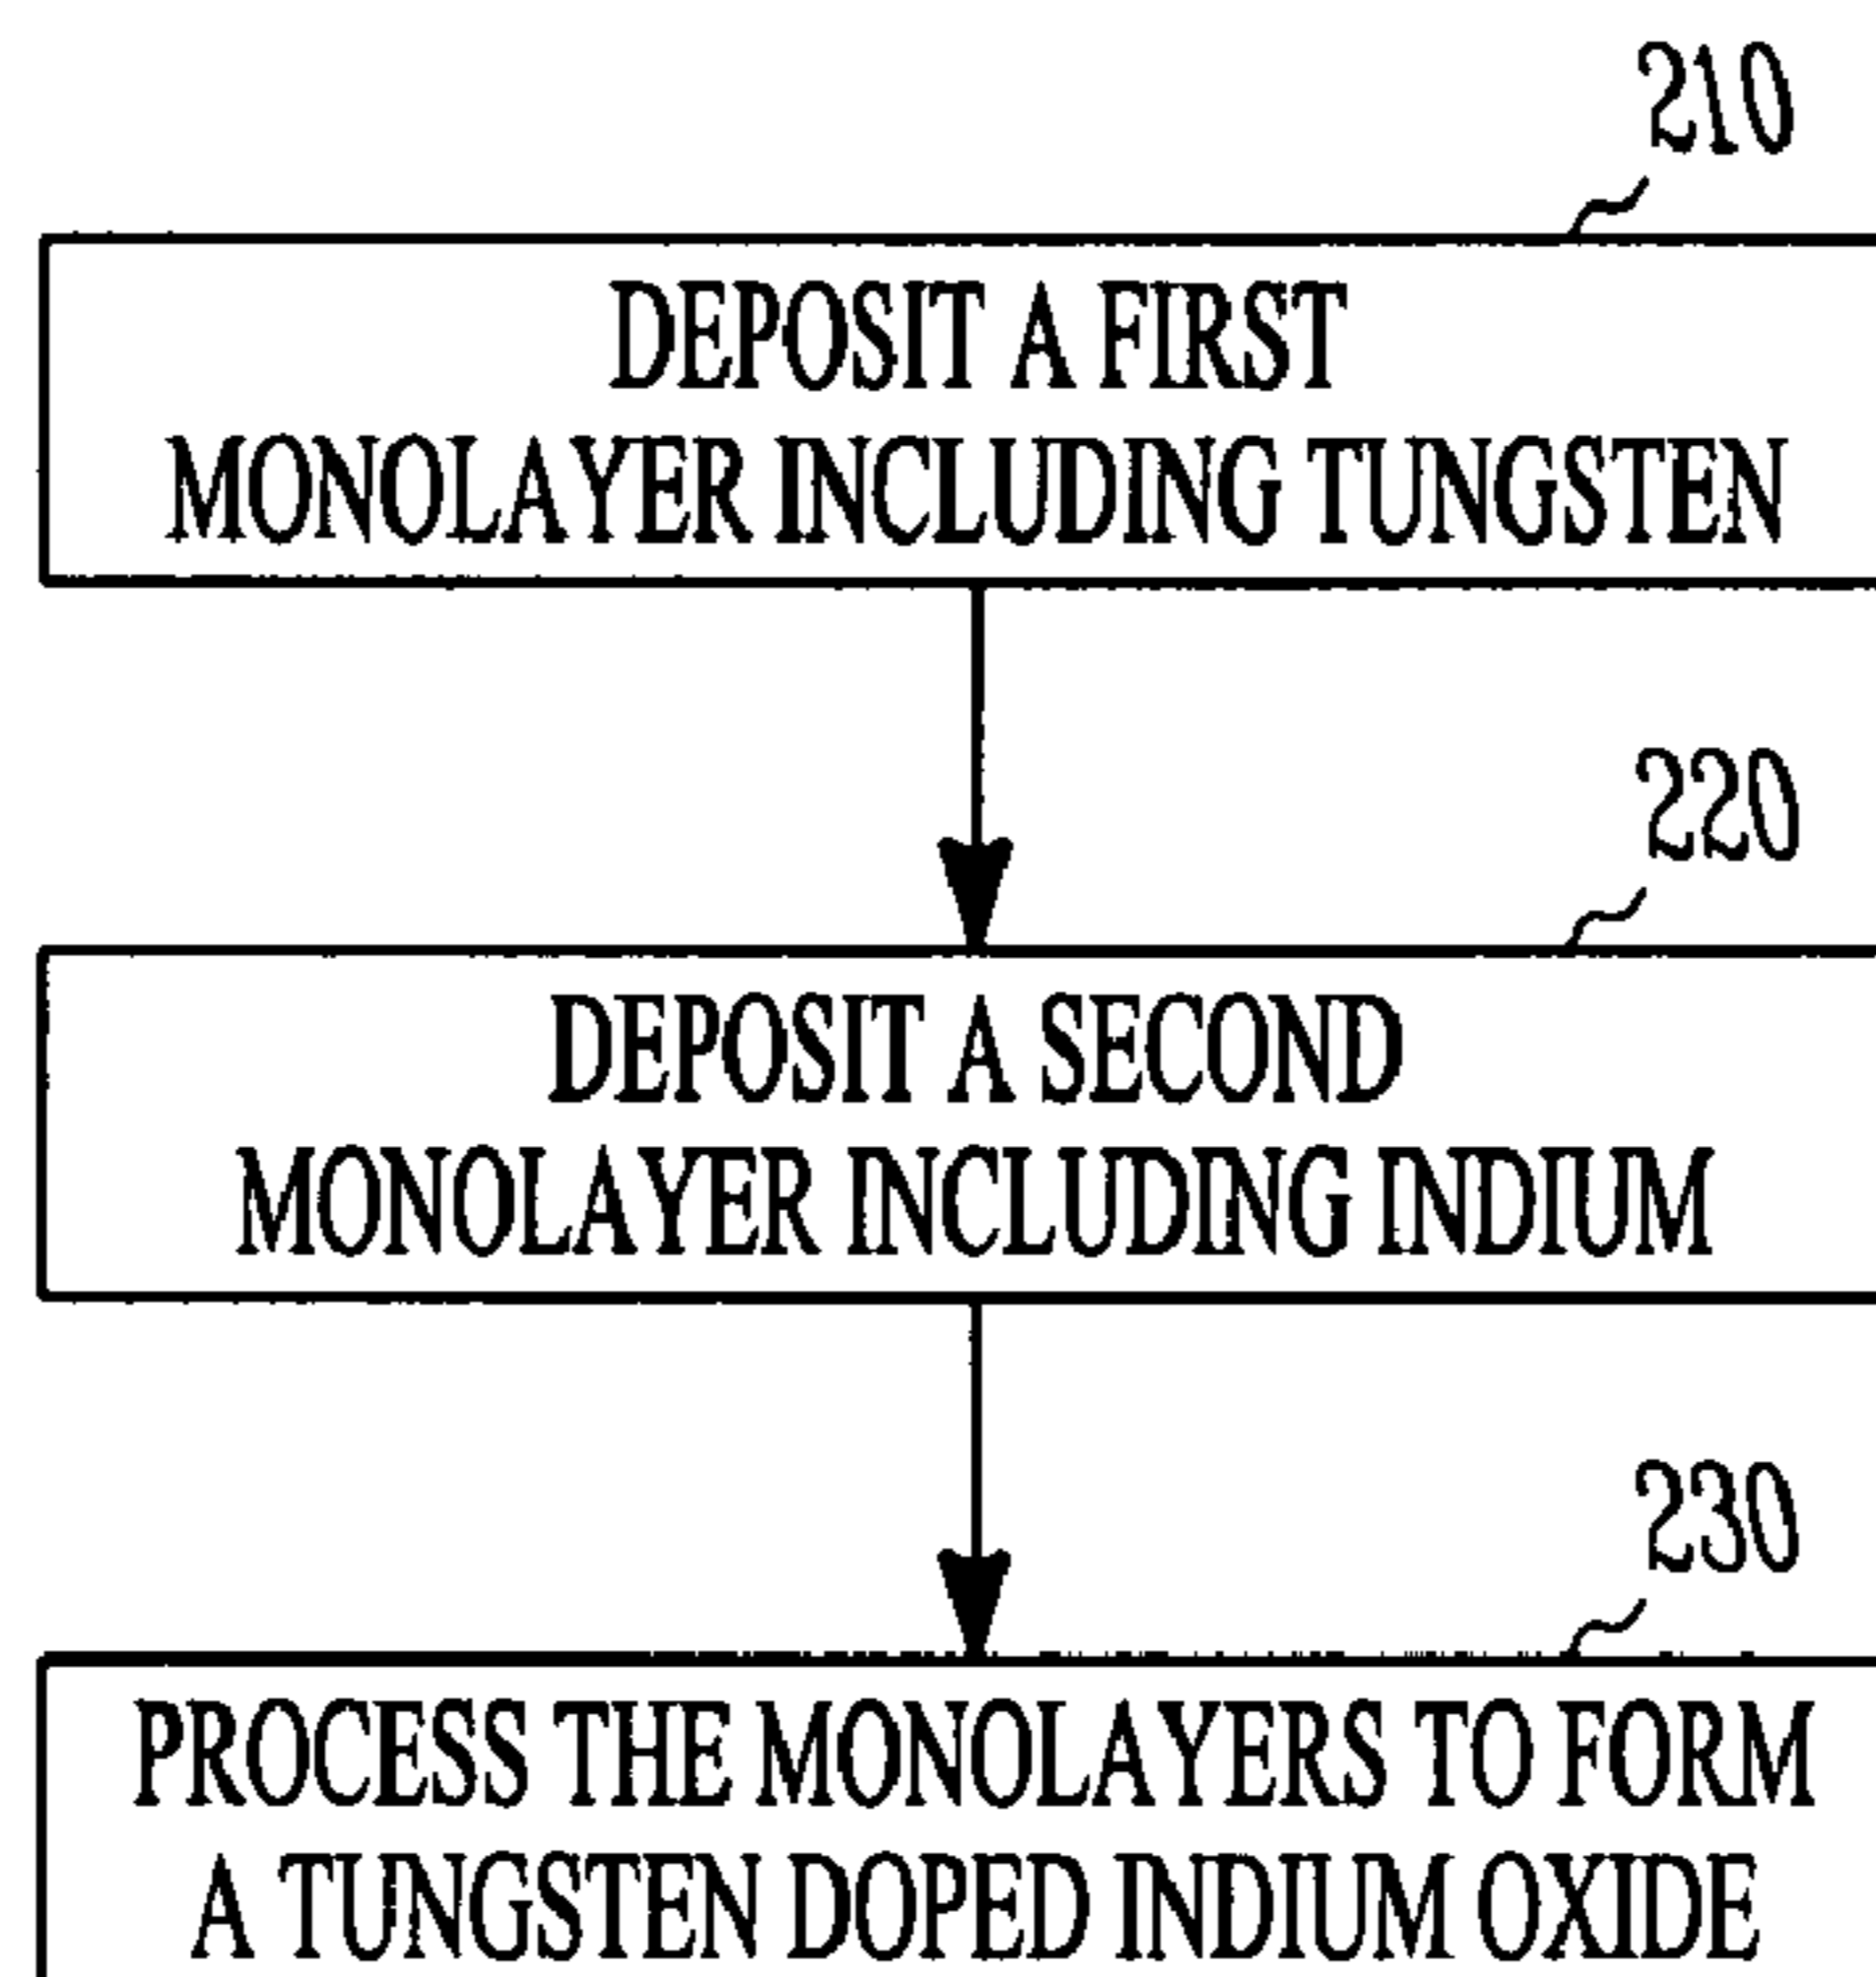 210
DEPOSIT A FIRST
MONOLAYER INCLUDING TUNGSTEN
220
DEPOSIT A SECOND
MONOLAYER INCLUDING INDIUM
230
PROCESS THE MONOLAYERS TO FORM
A TUNGSTEN DOPED INDIUM OXIDE